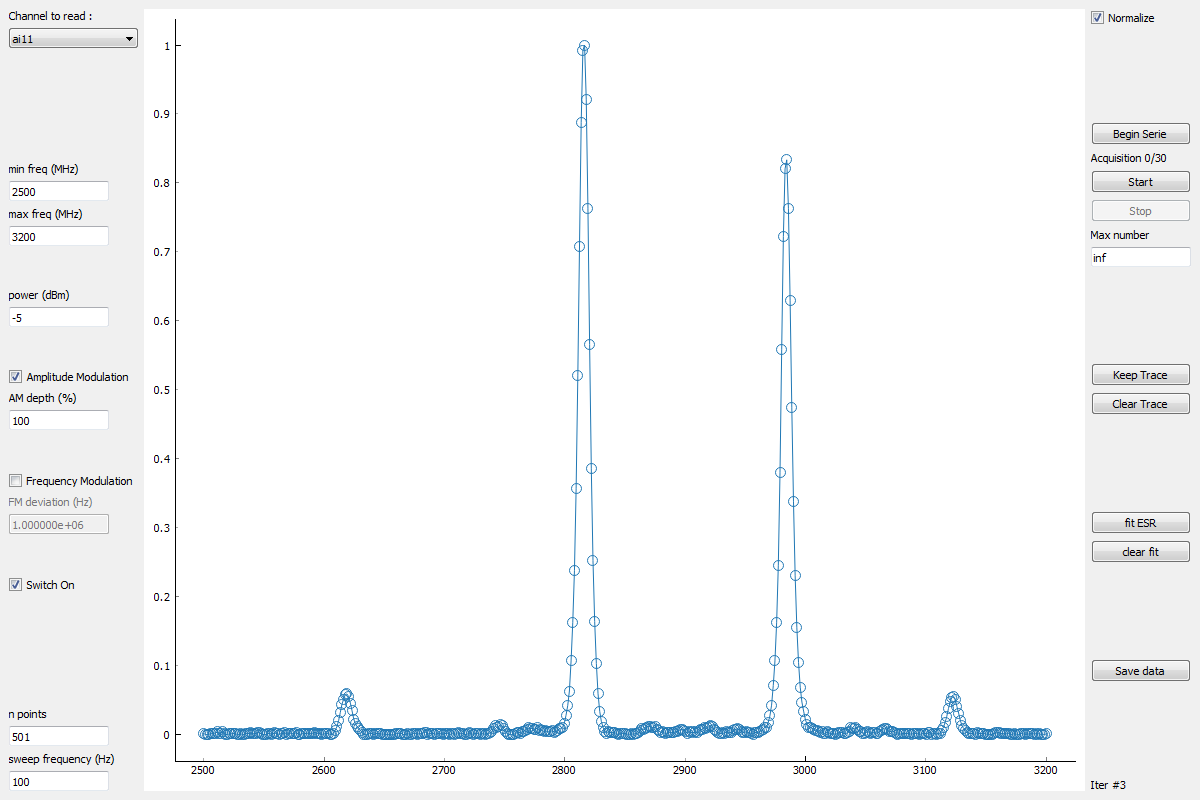 Channel to read :
ai11
min freq (MHz)
2500
max freq (MHz)
3200
power (dBm)
-5
Amplitude Modulation
AM depth (%)
100
Frequency Modulation
FM deviation (Hz)
1.000000e+06
Switch On
n points
501
sweep frequency (Hz)
100
1
0.9
0.8
0.7
0.6
0.5
0.4
0.3
0.2
0.1
0
2500 2600 2700 2800 2900 3000 3100 3200
Normalize
Begin Serie
Acquisition 0/30
Start
Stop
Max number
inf
Keep Trace
Clear Trace
fit ESR
clear fit
Save data
Iter #3